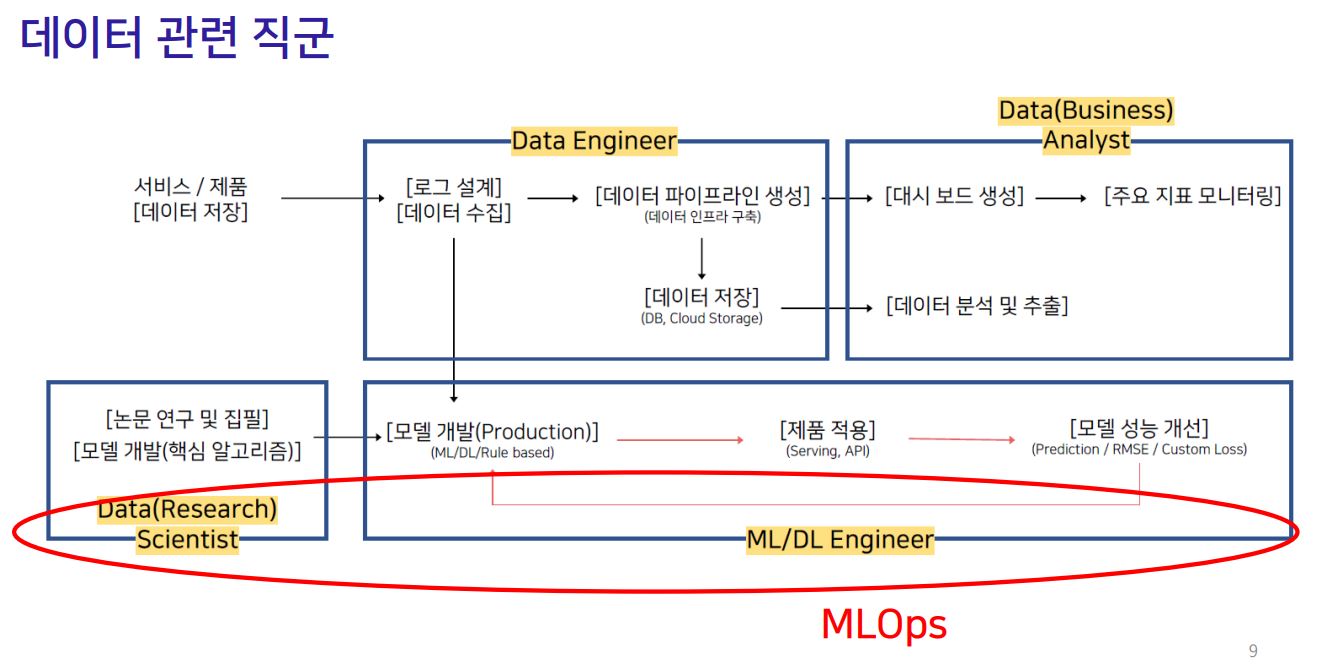 데이터 관련 직군
Data Engineer
Data(Business)
Analyst
서비스 / 제품
[데이터 저장]
[로그 설계]
[데이터 수집]
[데이터 파이프라인 생성]
(데이터 인프라 구축)
[대시 보드 생성]
[주요 지표 모니터링]
[데이터 저장]
(DB, Cloud Storage)
[데이터 분석 및 추출]
[논문 연구 및 집필]
[모델 개발(핵심 알고리즘)]
Data(Research)
Scientist
[모델 개발(Production)]
(ML/DL/Rule based)
[제품 적용]
(Serving, API)
[모델 성능 개선]
(Prediction / RMSE / Custom Loss)
ML/DL Engineer
MLOps
9